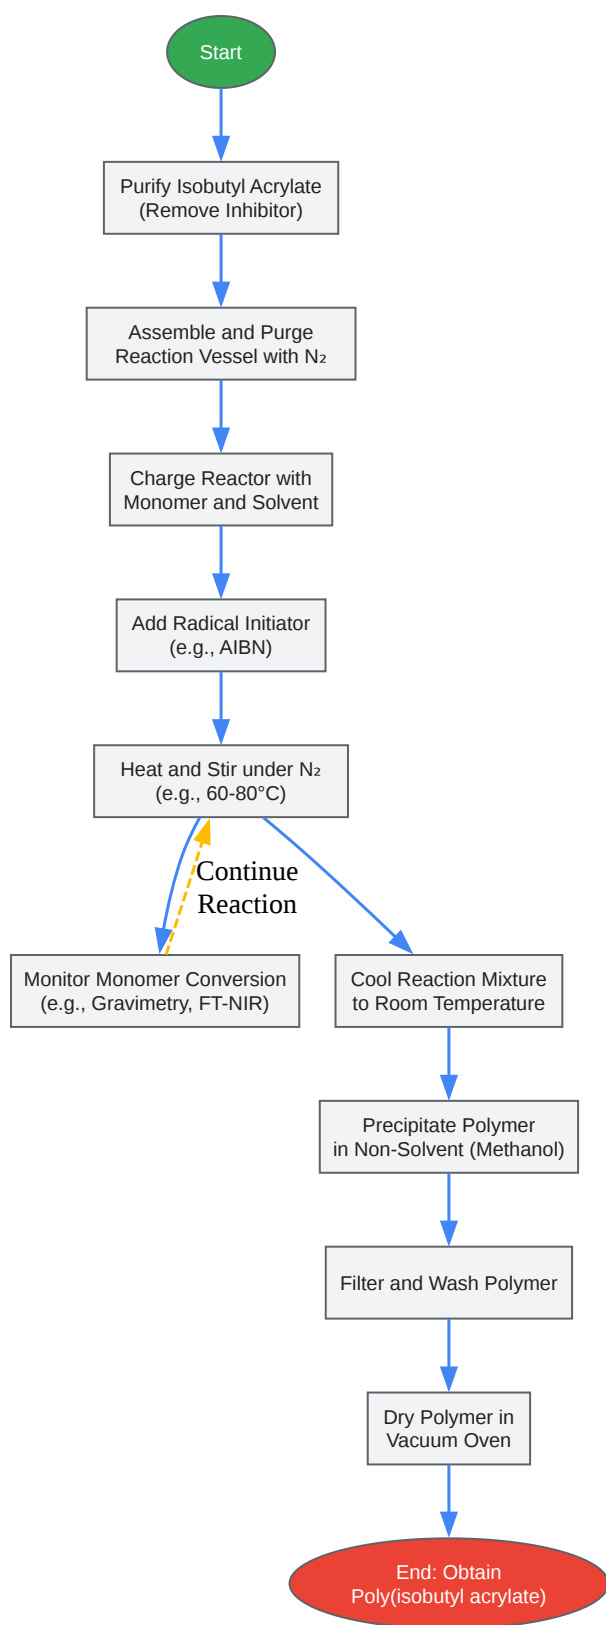 Start
Purify Isobutyl Acrylate
(Remove Inhibitor)
Assemble and Purge
Reaction Vessel with N₂
Charge Reactor with
Monomer and Solvent
Add Radical Initiator
(e.g., AIBN)
Heat and Stir under N₂
(e.g., 60-80°C)
Continue
Reaction
Monitor Monomer Conversion
(e.g., Gravimetry, FT-NIR)
Cool Reaction Mixture
to Room Temperature
Precipitate Polymer
in Non-Solvent (Methanol)
Filter and Wash Polymer
Dry Polymer in
Vacuum Oven
End: Obtain
Poly(isobutyl acrylate)